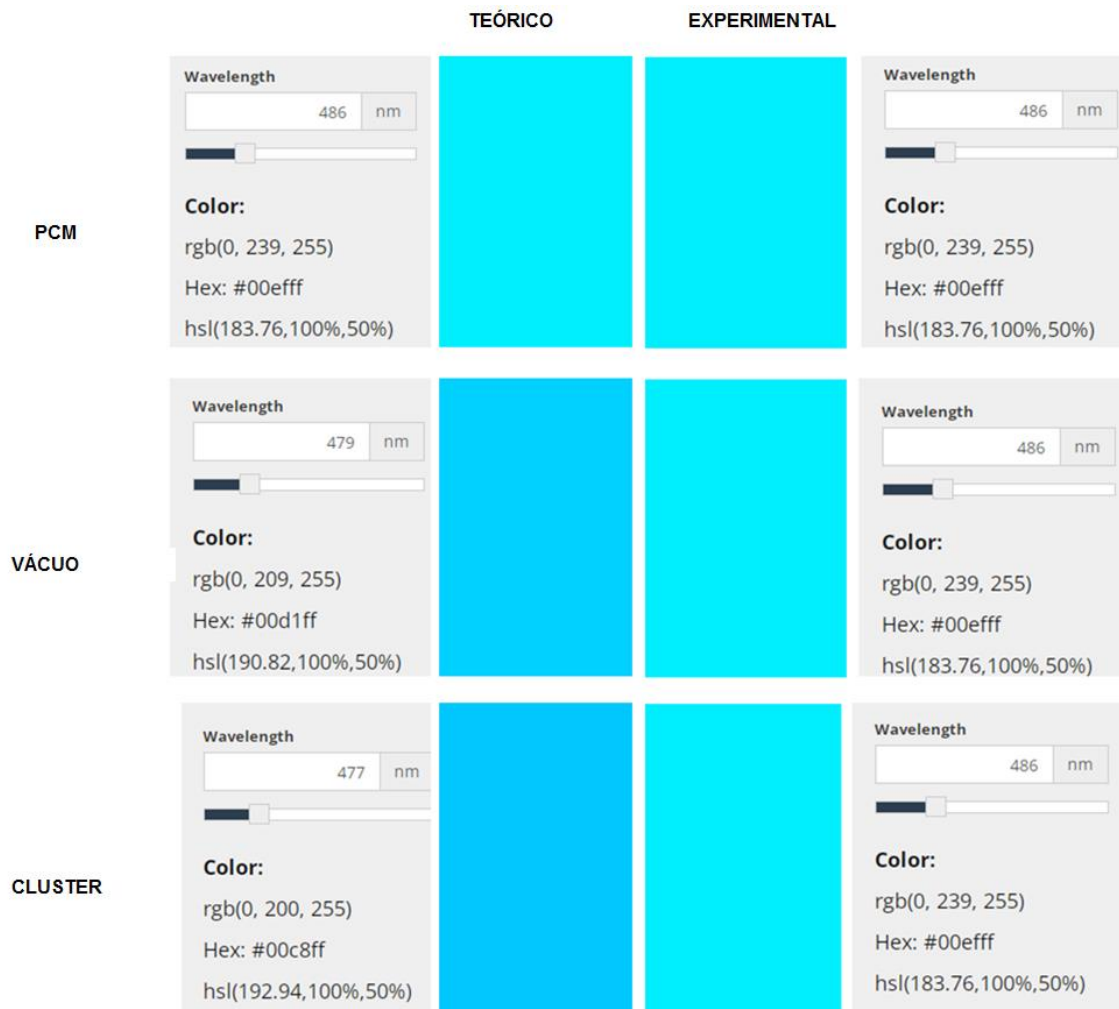 TEÓRICO EXPERIMENTAL
PCM
Wavelength
486 nm
Color:
rgb(0, 239, 255)
Hex: #00efff
hsl(183.76,100%,50%)
Wavelength
486 nm
Color:
rgb(0, 239, 255)
Hex: #00efff
hsl(183.76,100%,50%)
VÁCUO
Wavelength
479 nm
Color:
rgb(0, 209, 255)
Hex: #00d1ff
hsl(190.82,100%,50%)
Wavelength
486 nm
Color:
rgb(0, 239, 255)
Hex: #00efff
hsl(183.76,100%,50%)
CLUSTER
Wavelength
477 nm
Color:
rgb(0, 200, 255)
Hex: #00c8ff
hsl(192.94,100%,50%)
Wavelength
486 nm
Color:
rgb(0, 239, 255)
Hex: #00efff
hsl(183.76,100%,50%)